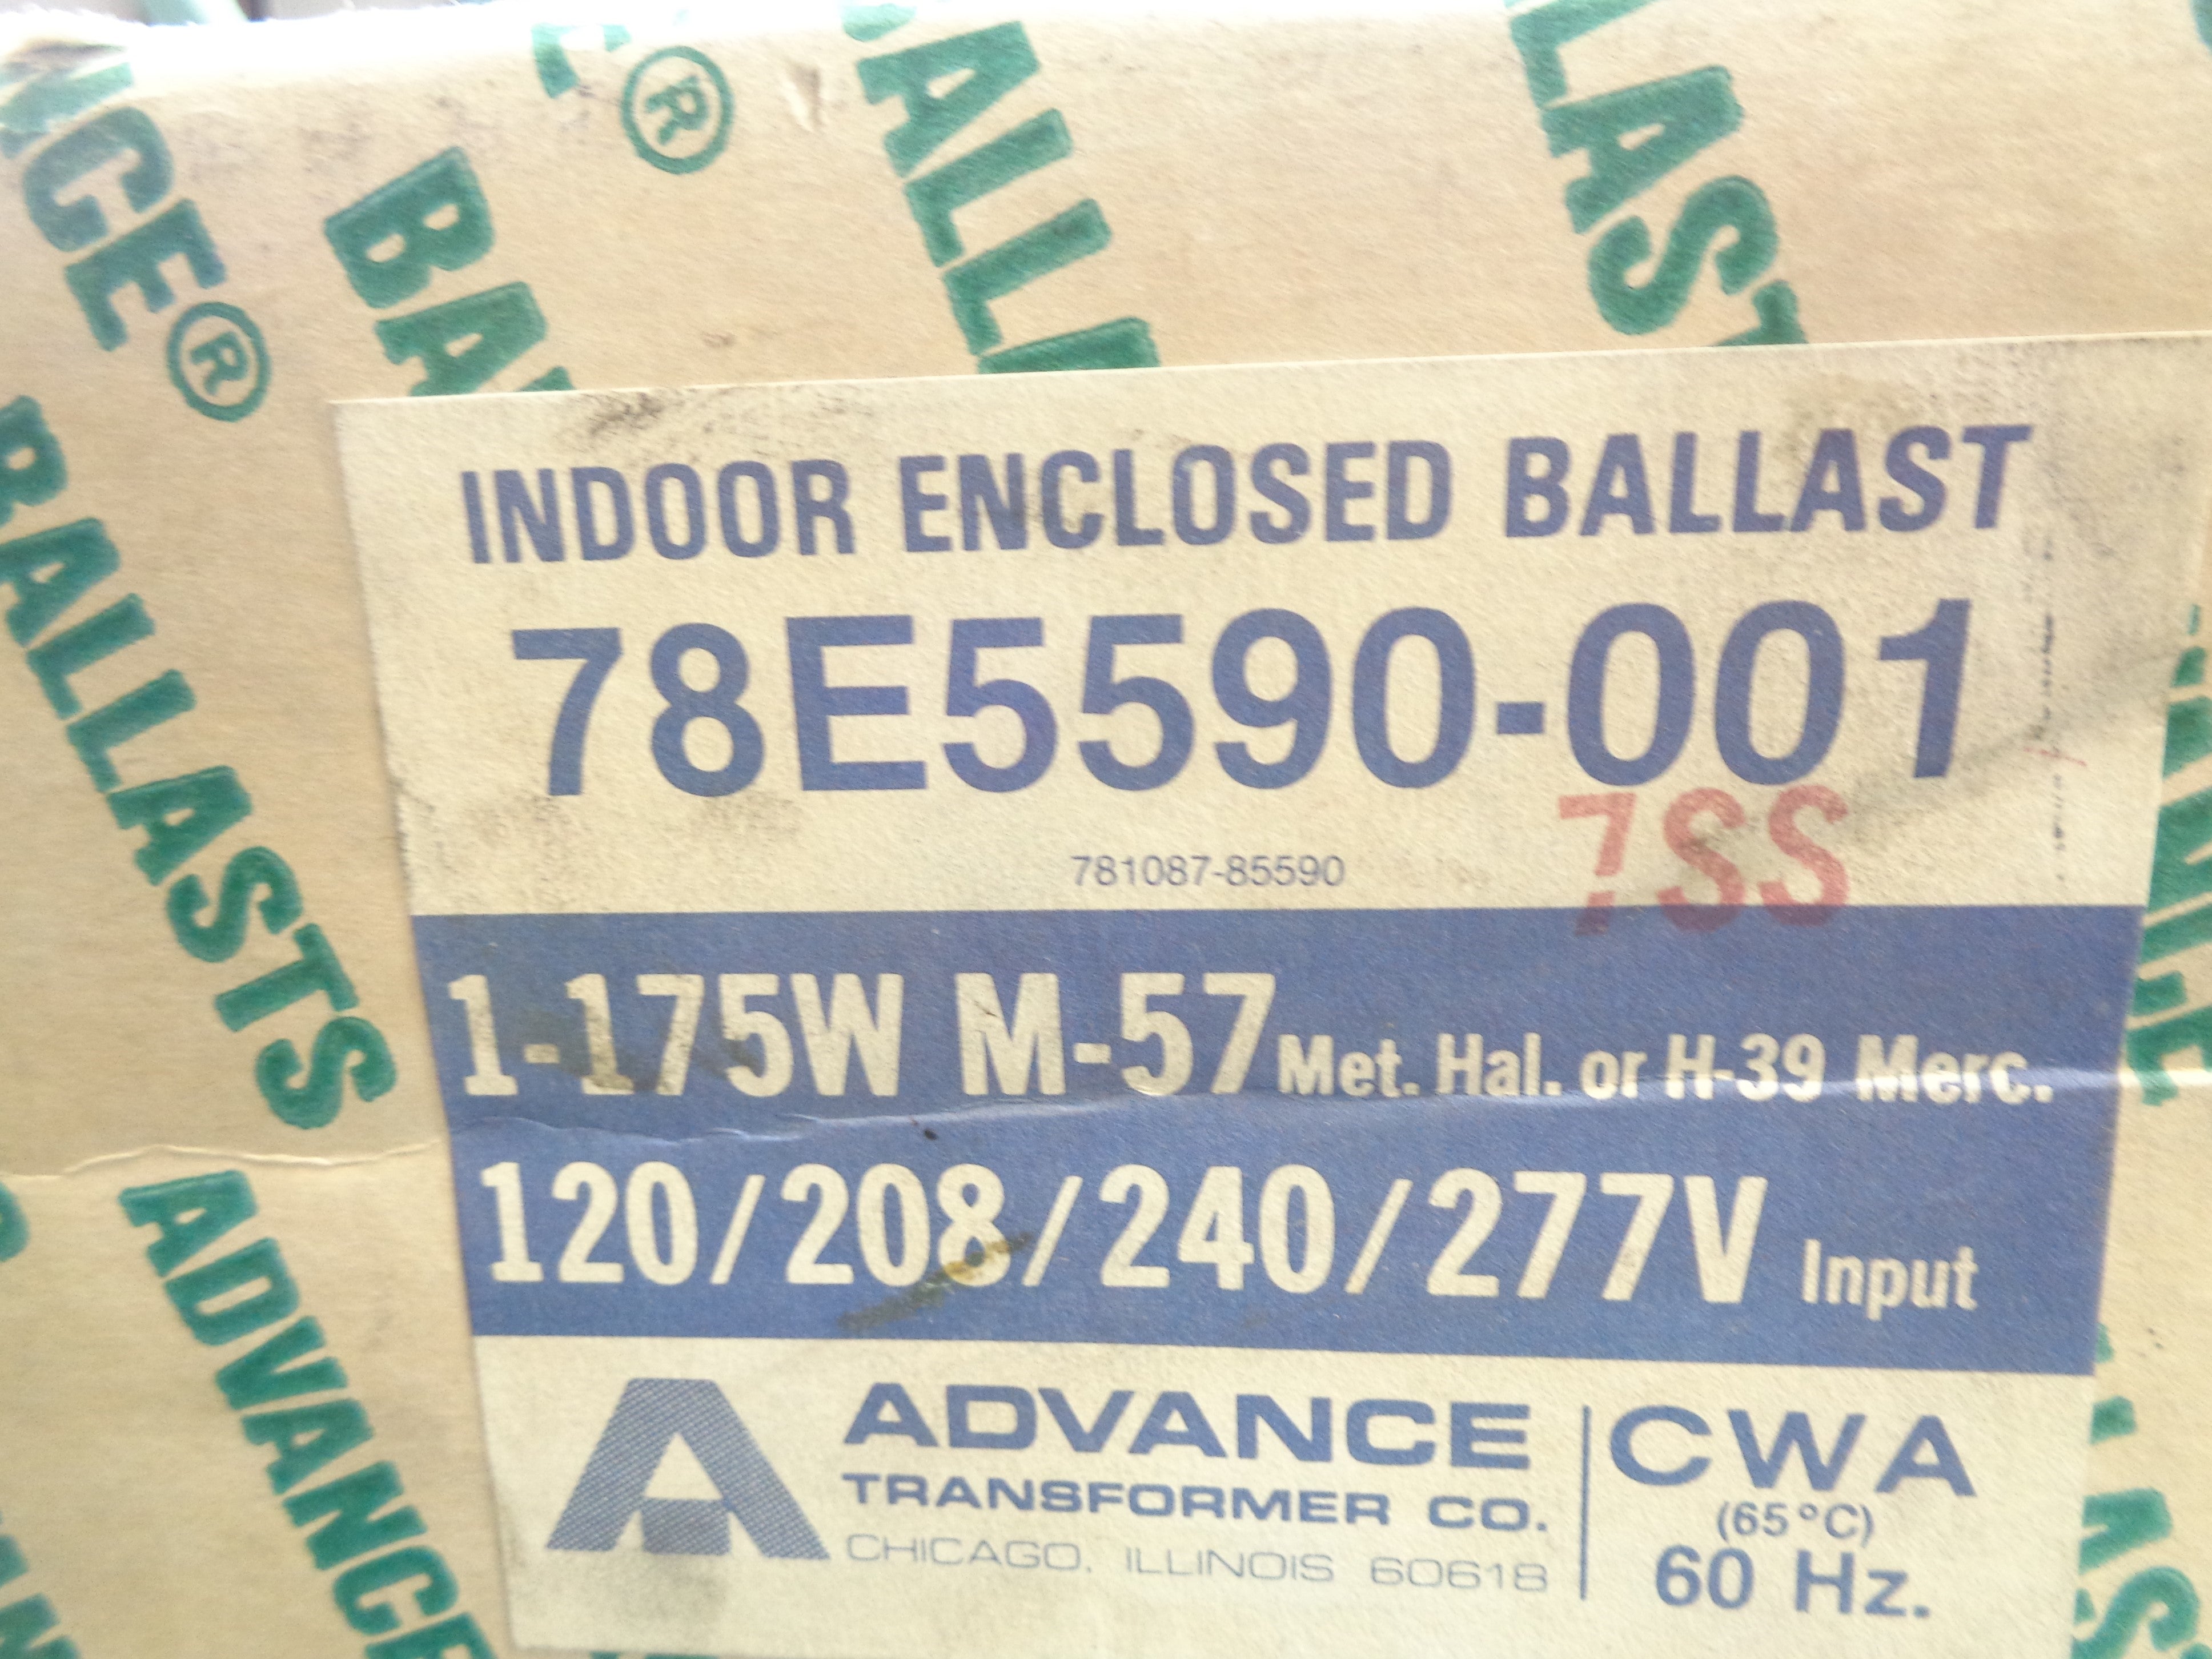 NCE®
®
BALLASTS
ADVANCE
INDOOR ENCLOSED BALLAST
78E5590-001
7SS
781087-85590
1-175W M-57 Met. Hal. or H-39 Merc.
120/208/240/277V Input
ADVANCE
TRANSFORMER CO.
CHICAGO, ILLINOIS 60618
CWA
(65°C)
60 Hz.